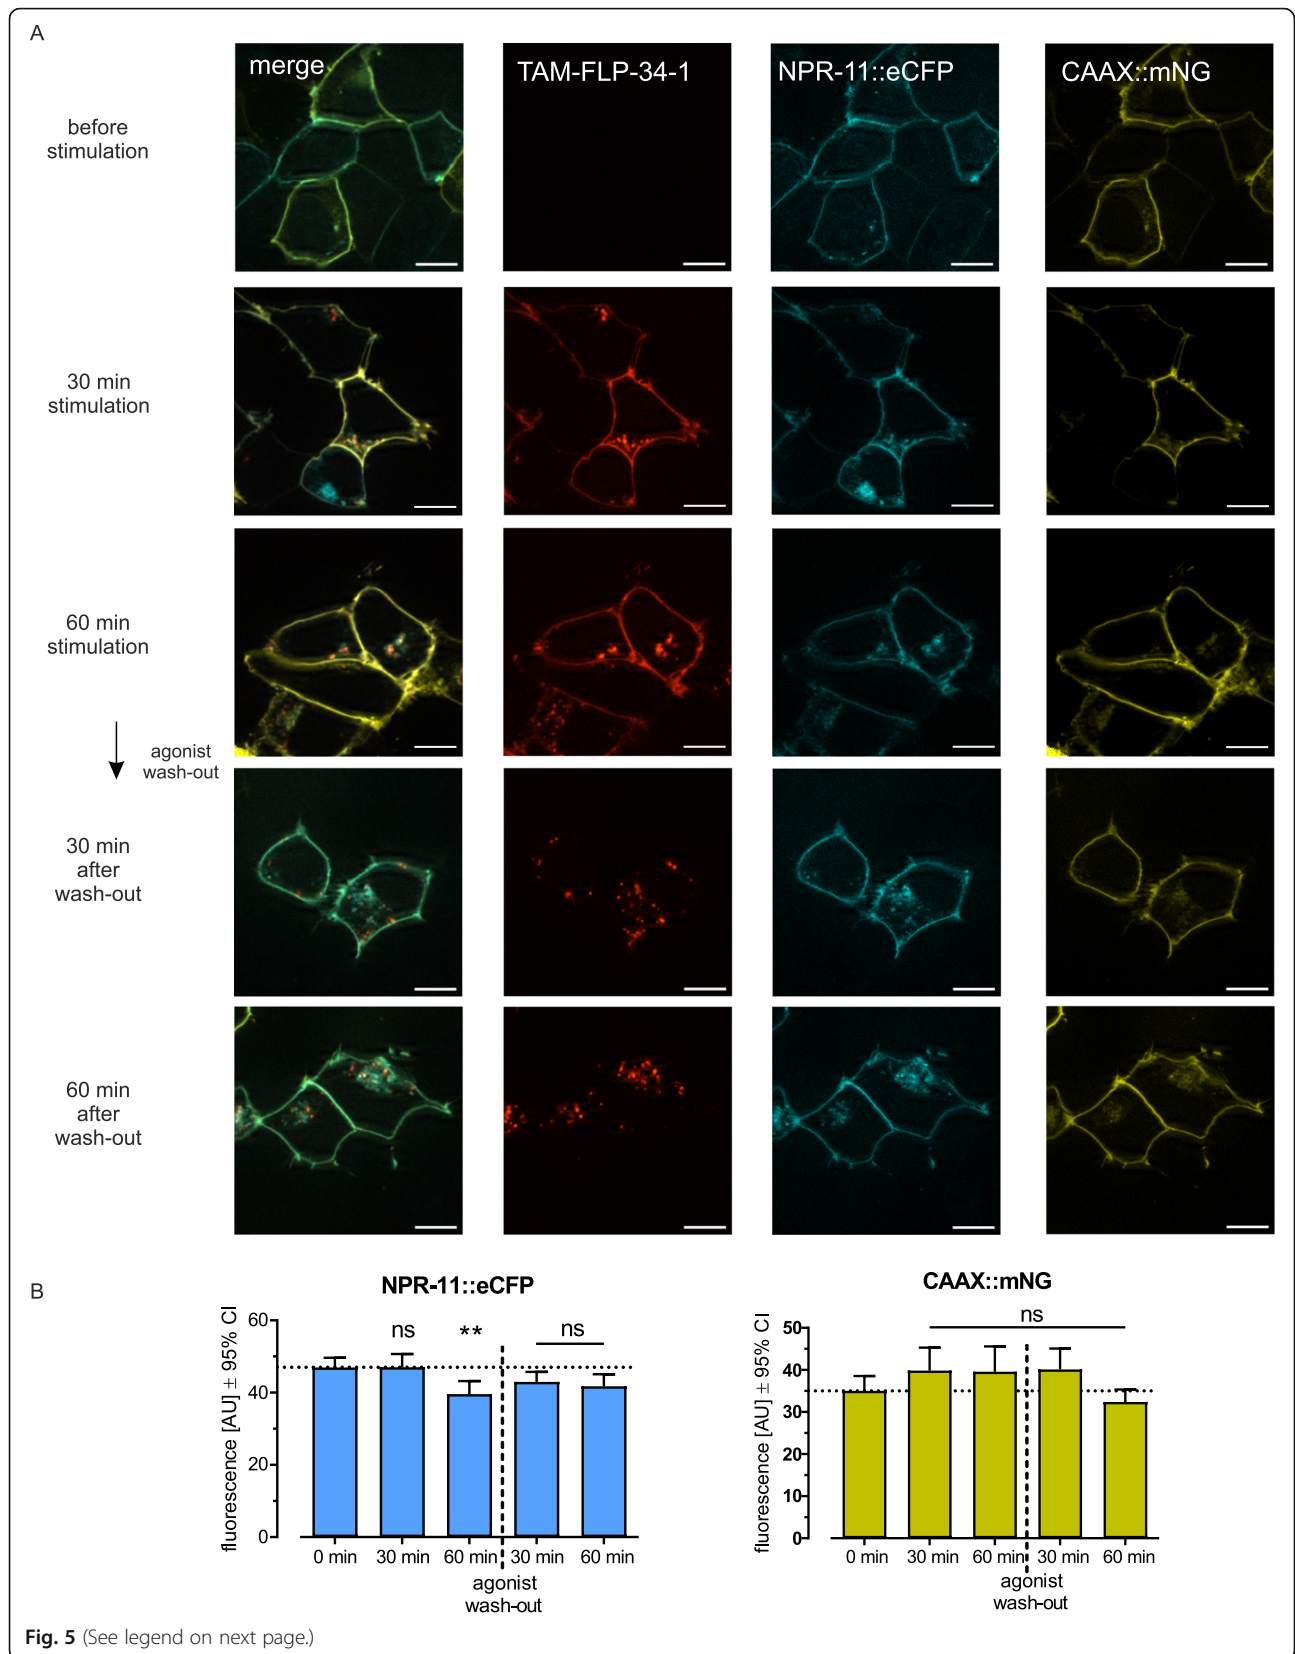 A
merge
TAM-FLP-34-1
NPR-11::eCFP
CAAX::mNG
before
stimulation
30 min
stimulation
60 min
stimulation
agonist
wash-out
30 min
after
wash-out
60 min
after
wash-out
B
NPR-11::eCFP
fluorescence [AU] ± 95% CI
60
40
20
0
ns
**
ns
0 min
30 min
60 min
30 min
60 min
agonist
wash-out
CAAX::mNG
fluorescence [AU] ± 95% CI
50
40
30
20
10
0
ns
0 min
30 min
60 min
30 min
60 min
agonist
wash-out
Fig. 5 (See legend on next page.)